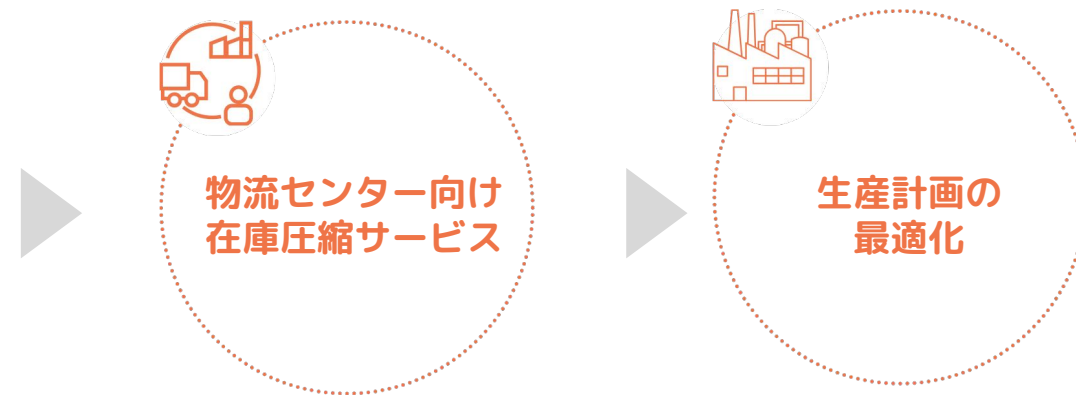 物流センター向け
在庫圧縮サービス
生産計画の
最適化